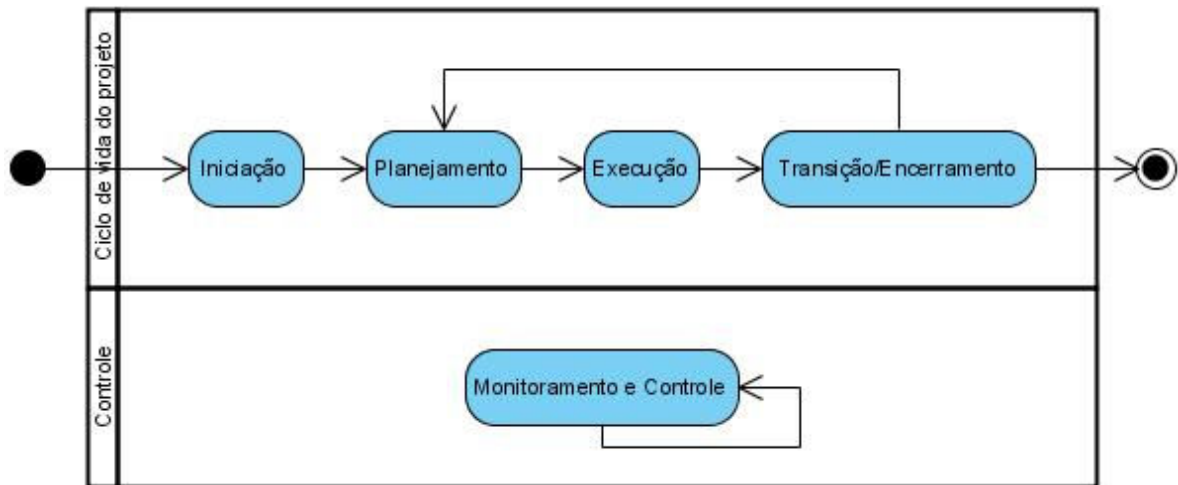 Ciclo de vida do projeto
Iniciação
Planejamento
Execução
Transição/Encerramento
Controle
Monitoramento e Controle